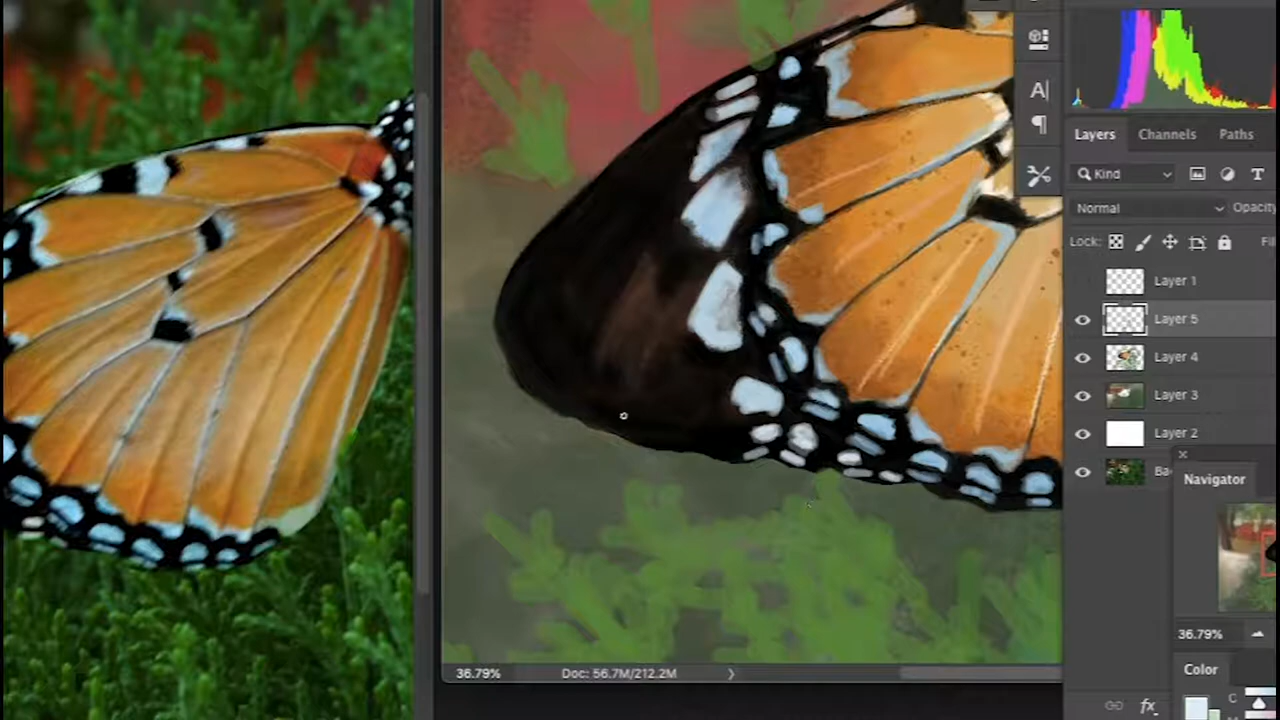 A|
¶
Layers Channels Paths
Kind T
Normal Opacity
Lock:
Layer 1
Layer 5
Layer 4
Layer 3
Layer 2
Navigator
36.79%
36.79% Doc: 56.7M/212.2M
Color
C
fx